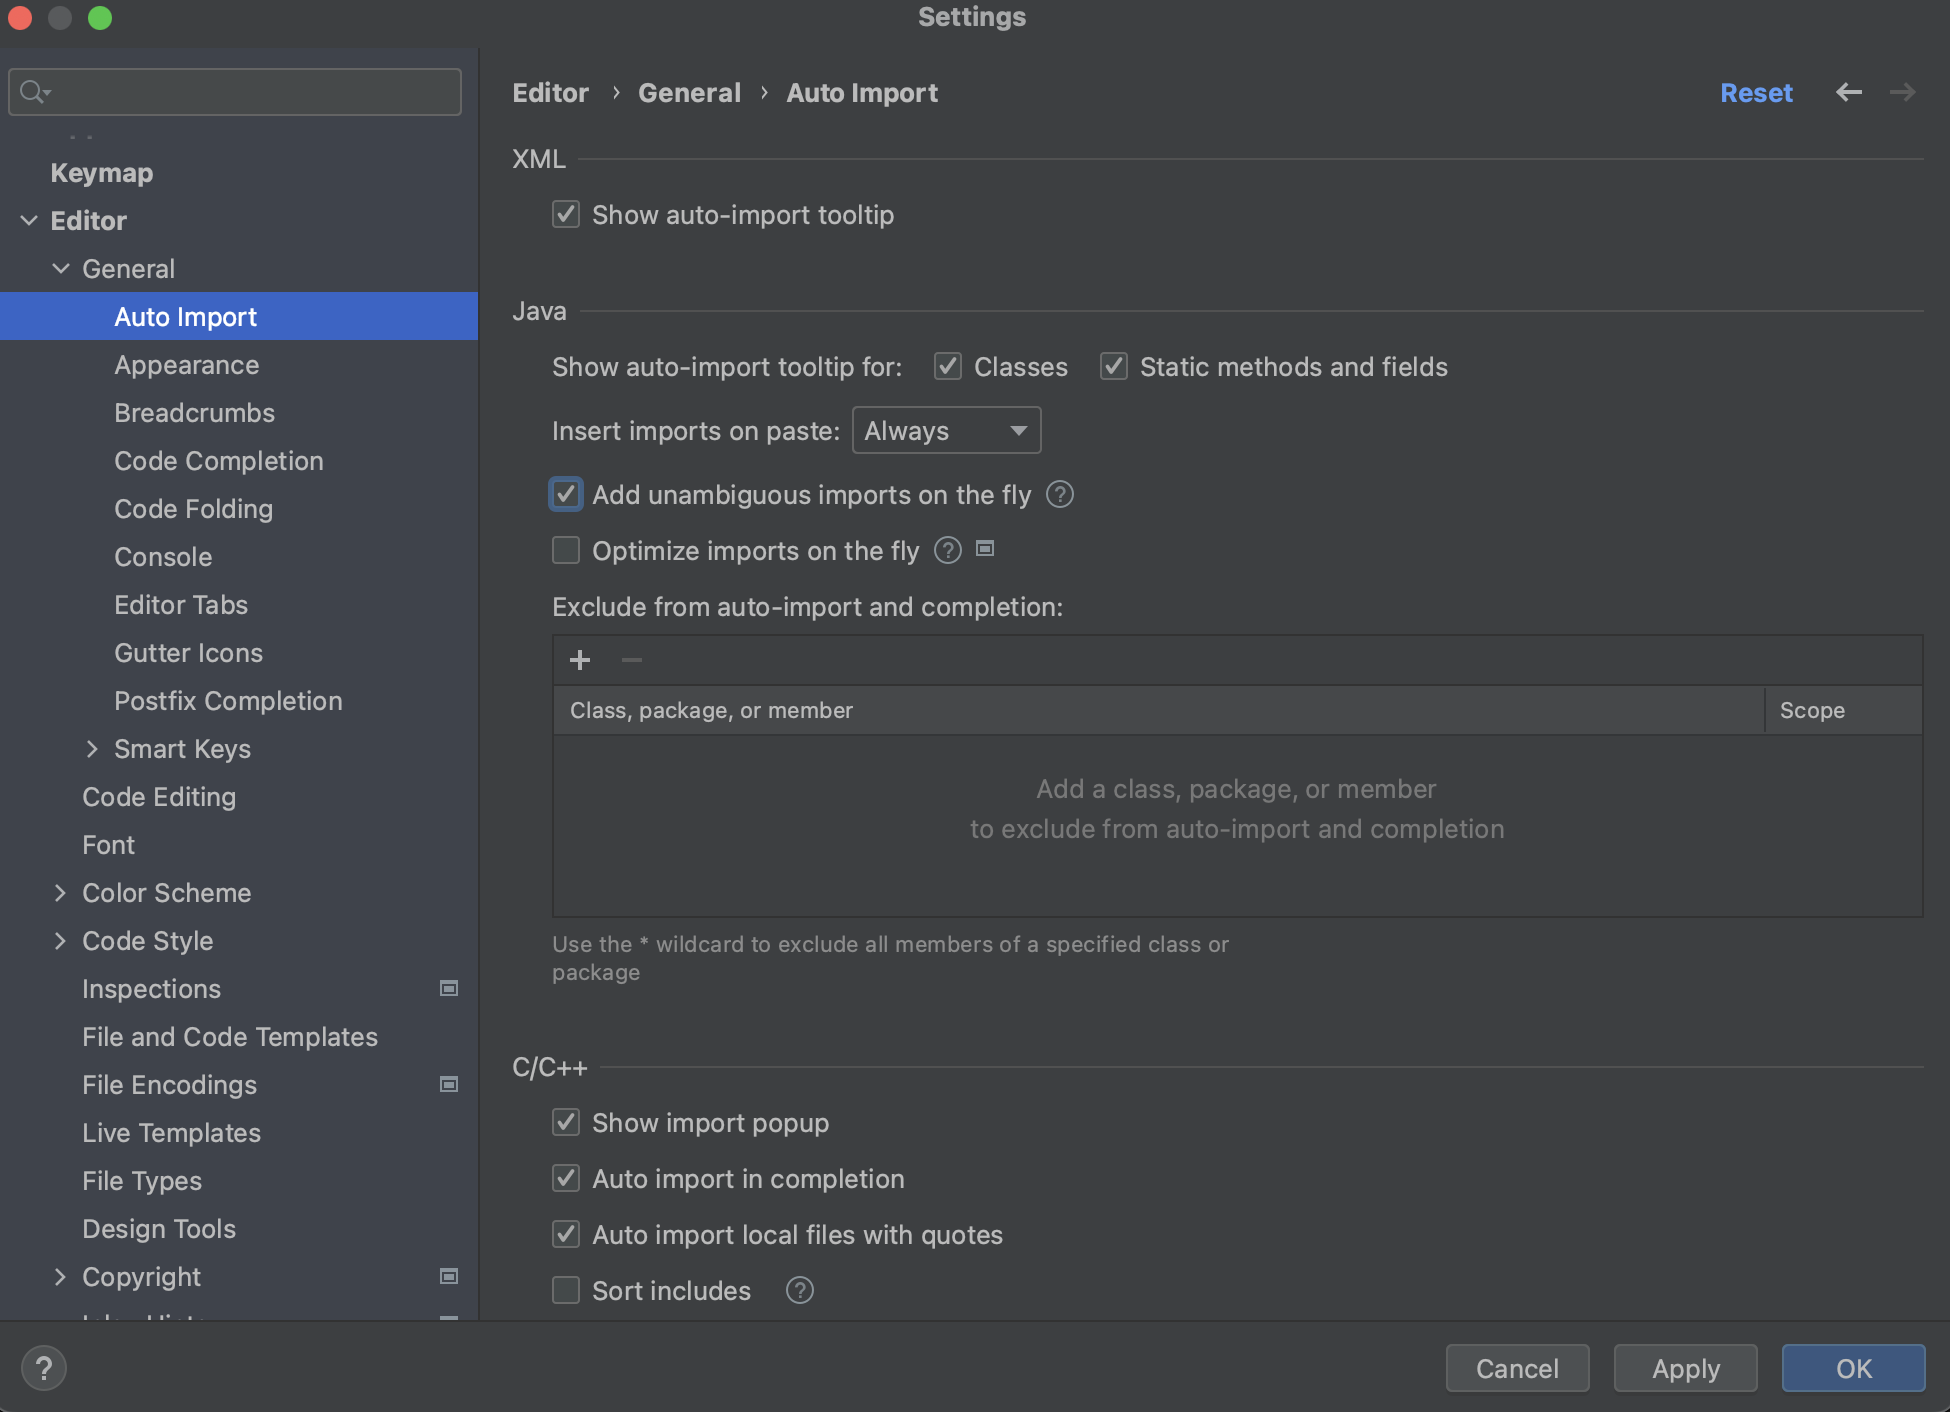 Settings
Keymap
Editor
General
Auto Import
Appearance
Breadcrumbs
Code Completion
Code Folding
Console
Editor Tabs
Gutter Icons
Postfix Completion
Smart Keys
Code Editing
Font
Color Scheme
Code Style
Inspections
File and Code Templates
File Encodings
Live Templates
File Types
Design Tools
Copyright
Editor › General › Auto Import
Reset
XML
Show auto-import tooltip
Java
Show auto-import tooltip for: Classes Static methods and fields
Insert imports on paste: Always
Add unambiguous imports on the fly ?
Optimize imports on the fly ?
Exclude from auto-import and completion:
Class, package, or member Scope
Add a class, package, or member
to exclude from auto-import and completion
Use the * wildcard to exclude all members of a specified class or
package
C/C++
Show import popup
Auto import in completion
Auto import local files with quotes
Sort includes ?
? Cancel Apply OK